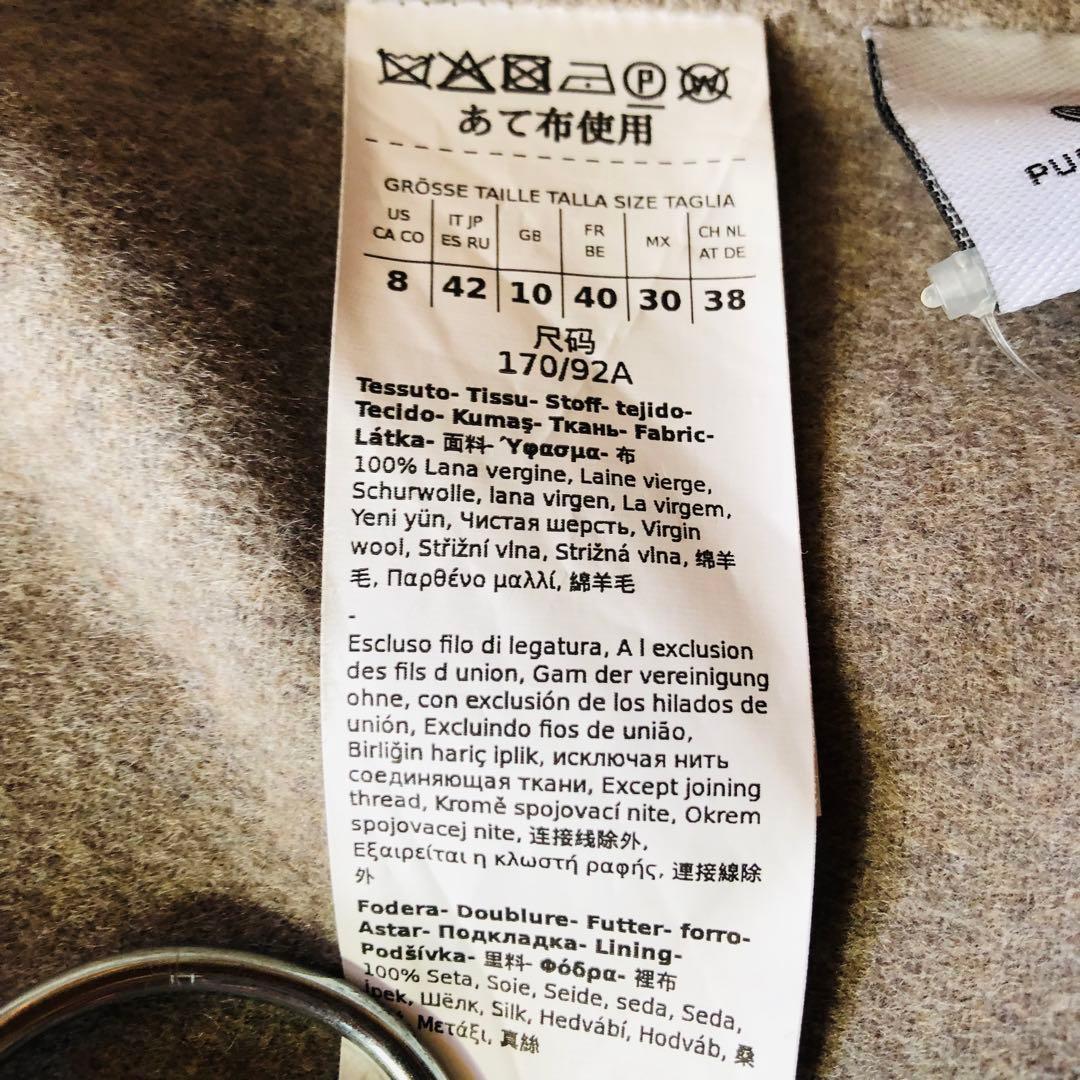 P W
あて布使用
GRÖSSE TAILLE TALLA SIZE TAGLIA
US CA CO | IT JP ES RU | GB | FR BE | MX | CH NL AT DE
8 | 42 | 10 | 40 | 30 | 38
尺码
170/92A
Tessuto- Tissu- Stoff- tejido-
Tecido- Kumaş- Ткань- Fabric-
Látka- 面料- Ύφασμα- 布
100% Lana vergine, Laine vierge,
Schurwolle, lana virgen, La virgem,
Yeni yün, Чистая шерсть, Virgin
wool, Střižní vlna, Strižná vlna, 绵羊
毛, Παρθένο μαλλί, 綿羊毛
-
Escluso filo di legatura, A l exclusion
des fils d union, Garn der vereinigung
ohne, con exclusión de los hilados de
unión, Excluindo fios de união,
Birliğin hariç iplik, исключая нить
соединяющая ткани, Except joining
thread, Kromě spojovací nite, Okrem
spojovacej nite, 连接线除外,
Εξαιρείται η κλωστή ραφής, 連接線除
外
Fodera- Doublure- Futter- forro-
Astar- Подкладка- Lining-
Podšívka- 里料- Φόδρα- 裡布
100% Seta, Soie, Seide, seda, Seda,
ipek, Шёлк, Silk, Hedvábí, Hodváb, 桑
Μετάξι, 真絲
PU